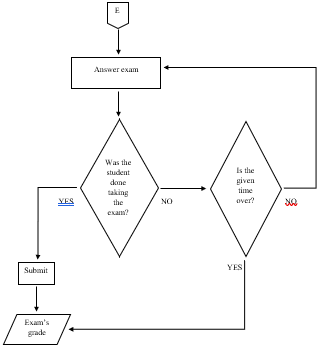 E
Answer exam
Was the
student
done
taking
the
exam?
Is the
given
time
over?
YES
NO
NO
YES
Submit
Exam's
grade